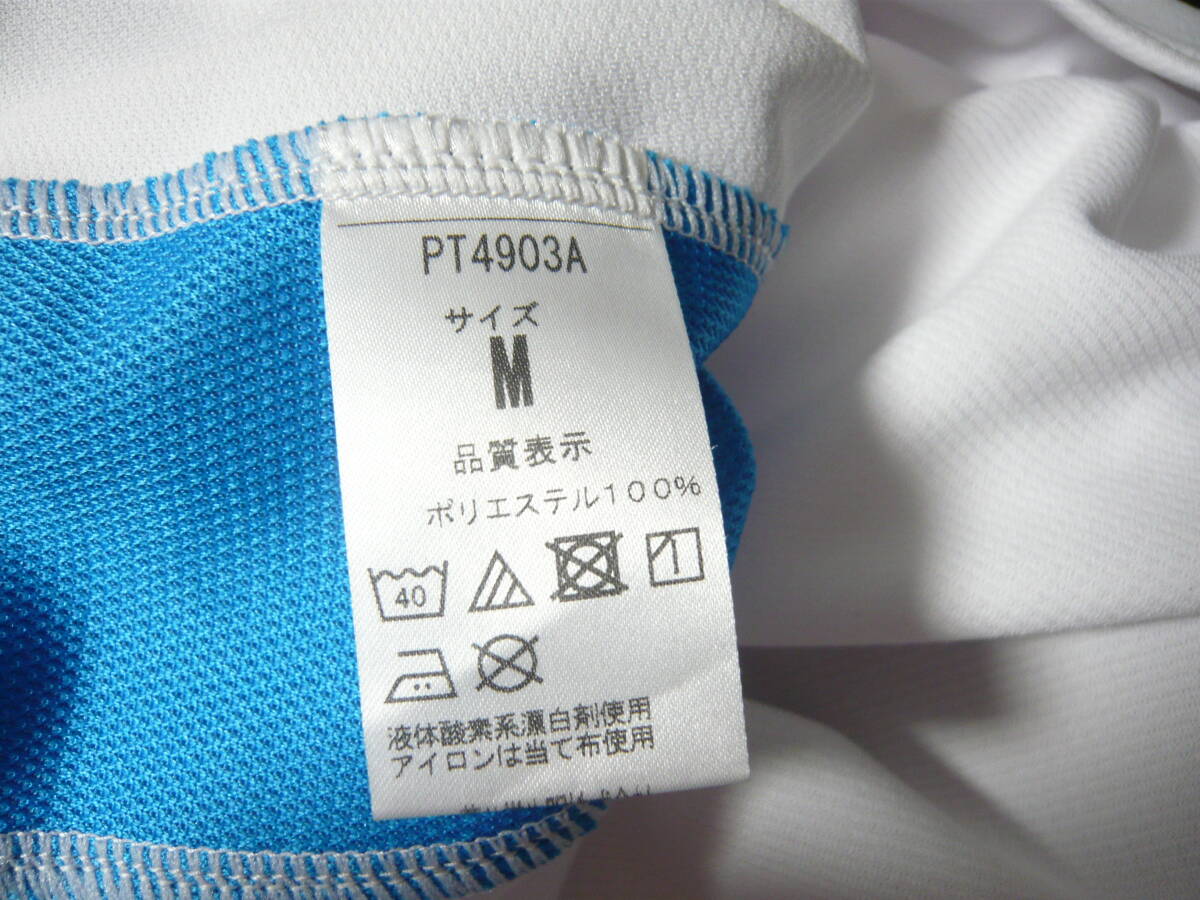 PT4903A
サイズ
M
品質表示
ポリエステル100%
40
液体酸素系漂白剤使用
アイロンは当て布使用